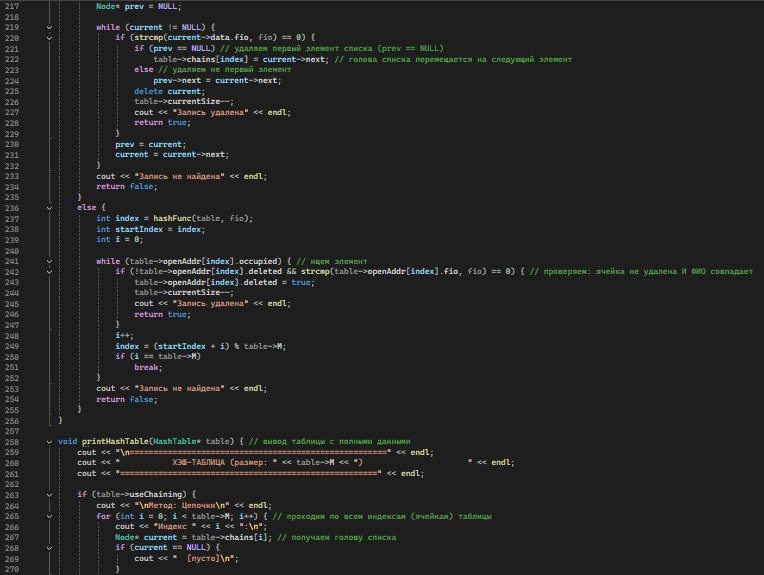 217 Node* prev = NULL;
218
219 while (current != NULL) {
220 if (strcmp(current->data.fio, fio) == 0) {
221 if (prev == NULL) // удаляем первый элемент списка (prev == NULL)
222 table->chains[index] = current->next; // голова списка перемещается на следующий элемент
223 else // удаляем не первый элемент
224 prev->next = current->next;
225 delete current;
226 table->currentSize--;
227 cout << "Запись удалена" << endl;
228 return true;
229 }
230 prev = current;
231 current = current->next;
232 }
233 cout << "Запись не найдена" << endl;
234 return false;
235 }
236 else {
237 int index = hashFunc(table, fio);
238 int startIndex = index;
239 int i = 0;
240
241 while (table->openAddr[index].occupied) { // ищем элемент
242 if (!table->openAddr[index].deleted && strcmp(table->openAddr[index].fio, fio) == 0) { // проверяем: ячейка не удалена И ФИО совпадает
243 table->openAddr[index].deleted = true;
244 table->currentSize--;
245 cout << "Запись удалена" << endl;
246 return true;
247 }
248 i++;
249 index = (startIndex + i) % table->M;
250 if (i == table->M)
251 break;
252 }
253 cout << "Запись не найдена" << endl;
254 return false;
255 }
256 }
257
258 void printHashTable(HashTable* table) { // вывод таблицы с полными данными
259 cout << "\n======================================================" << endl;
260 cout << " ХЭШ-ТАБЛИЦА (размер: " << table->M << ") " << endl;
261 cout << "======================================================" << endl;
262
263 if (table->useChaining) {
264 cout << "\nМетод: Цепочки\n" << endl;
265 for (int i = 0; i < table->M; i++) { // проходим по всем индексам (ячейкам) таблицы
266 cout << "Индекс " << i << ":\n";
267 Node* current = table->chains[i]; // получаем голову списка
268 if (current == NULL) {
269 cout << " [пусто]\n";
270 }